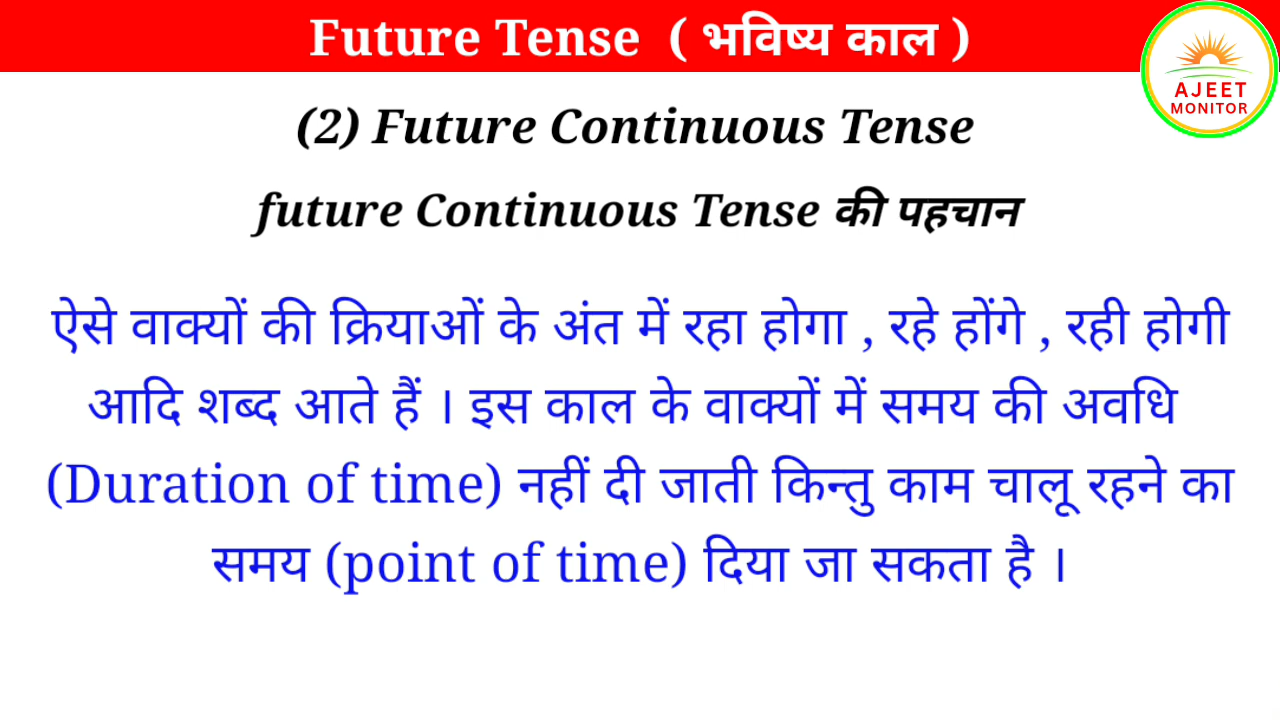 Future Tense ( भविष्य काल )
AJEET
MONITOR
(2) Future Continuous Tense
future Continuous Tense की पहचान
ऐसे वाक्यों की क्रियाओं के अंत में रहा होगा , रहे होंगे , रही होगी
आदि शब्द आते हैं । इस काल के वाक्यों में समय की अवधि
(Duration of time) नहीं दी जाती किन्तु काम चालू रहने का
समय (point of time) दिया जा सकता है ।